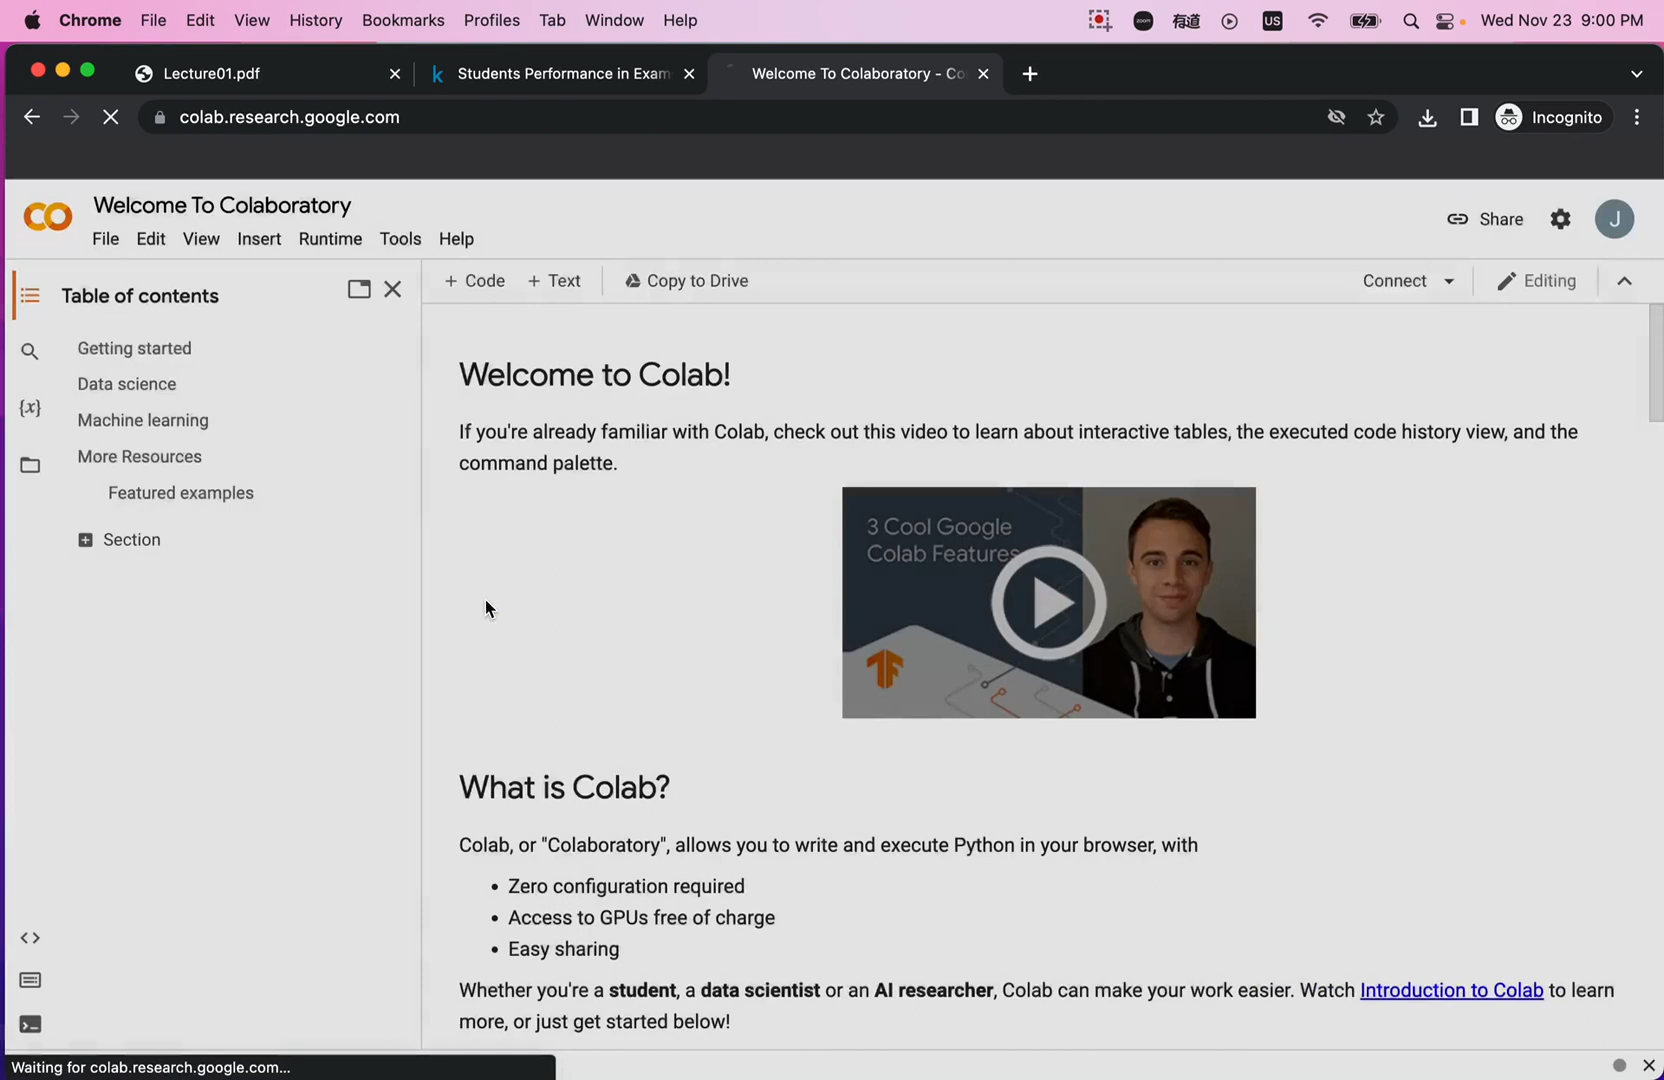 Chrome File Edit View History Bookmarks Profiles Tab Window Help zoom 有道 US Wed Nov 23 9:00 PM
Lecture01.pdf Students Performance in Exam Welcome To Colaboratory - Co
colab.research.google.com Incognito
Welcome To Colaboratory
File Edit View Insert Runtime Tools Help
Share J
Table of contents
+ Code + Text Copy to Drive Connect Editing
Getting started
Data science
Machine learning
More Resources
Featured examples
Section
{x}
Welcome to Colab!
If you're already familiar with Colab, check out this video to learn about interactive tables, the executed code history view, and the
command palette.
3 Cool Google
Colab Features
What is Colab?
Colab, or "Colaboratory", allows you to write and execute Python in your browser, with
• Zero configuration required
• Access to GPUs free of charge
• Easy sharing
Whether you're a student, a data scientist or an AI researcher, Colab can make your work easier. Watch Introduction to Colab to learn
more, or just get started below!
Waiting for colab.research.google.com...